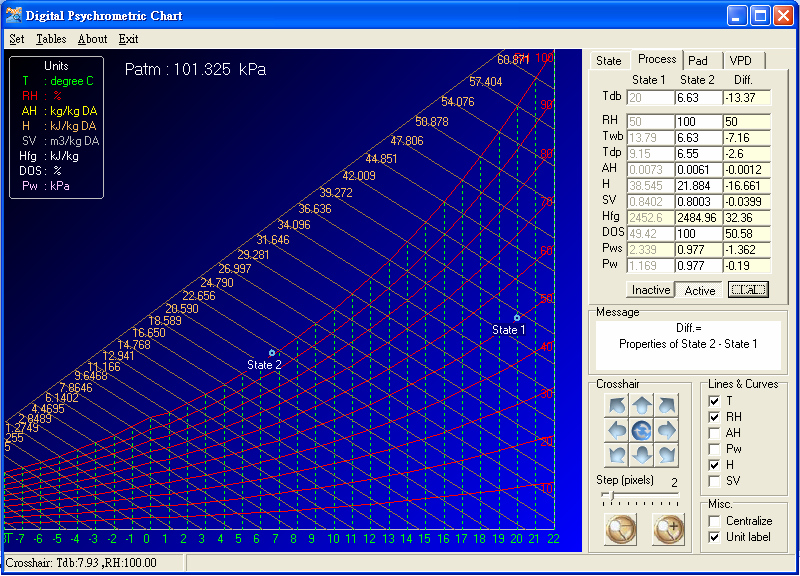 Digital Psychrometric Chart
Set Tables About Exit
Units
T : degree C
RH : %
AH : kg/kg DA
H : kJ/kg DA
SV : m3/kg DA
Hfg : kJ/kg
DOS : %
Pw : kPa
Patm : 101.325 kPa
60.871
57.404
54.076
50.878
47.806
44.851
42.009
39.272
36.636
34.096
31.646
29.281
26.997
24.790
22.656
20.590
18.589
16.650
14.768
12.941
11.166
9.6468
7.8646
6.1402
4.4695
2.8489
1.2749
255
5
100
90
80
70
60
50
40
30
20
10
State 1
State 2
-7 -6 -5 -4 -3 -2 -1 0 1 2 3 4 5 6 7 8 9 10 11 12 13 14 15 16 17 18 19 20 21 22
State Process Pad VPD
State 1 State 2 Diff.
Tdb 20 6.63 -13.37
RH 50 100 50
Twb 13.79 6.63 -7.16
Tdp 9.15 6.55 -2.6
AH 0.0073 0.0061 -0.0012
H 38.545 21.884 -16.661
SV 0.8402 0.8003 -0.0399
Hfg 2452.6 2484.96 32.36
DOS 49.42 100 50.58
Pws 2.339 0.977 -1.362
Pw 1.169 0.977 -0.19
Inactive Active
Message
Diff.=
Properties of State 2 - State 1
Crosshair
Step (pixels) 2
Lines & Curves
T
RH
AH
Pw
H
SV
Misc.
Centralize
Unit label
Crosshair: Tdb:7.93 ,RH:100.00